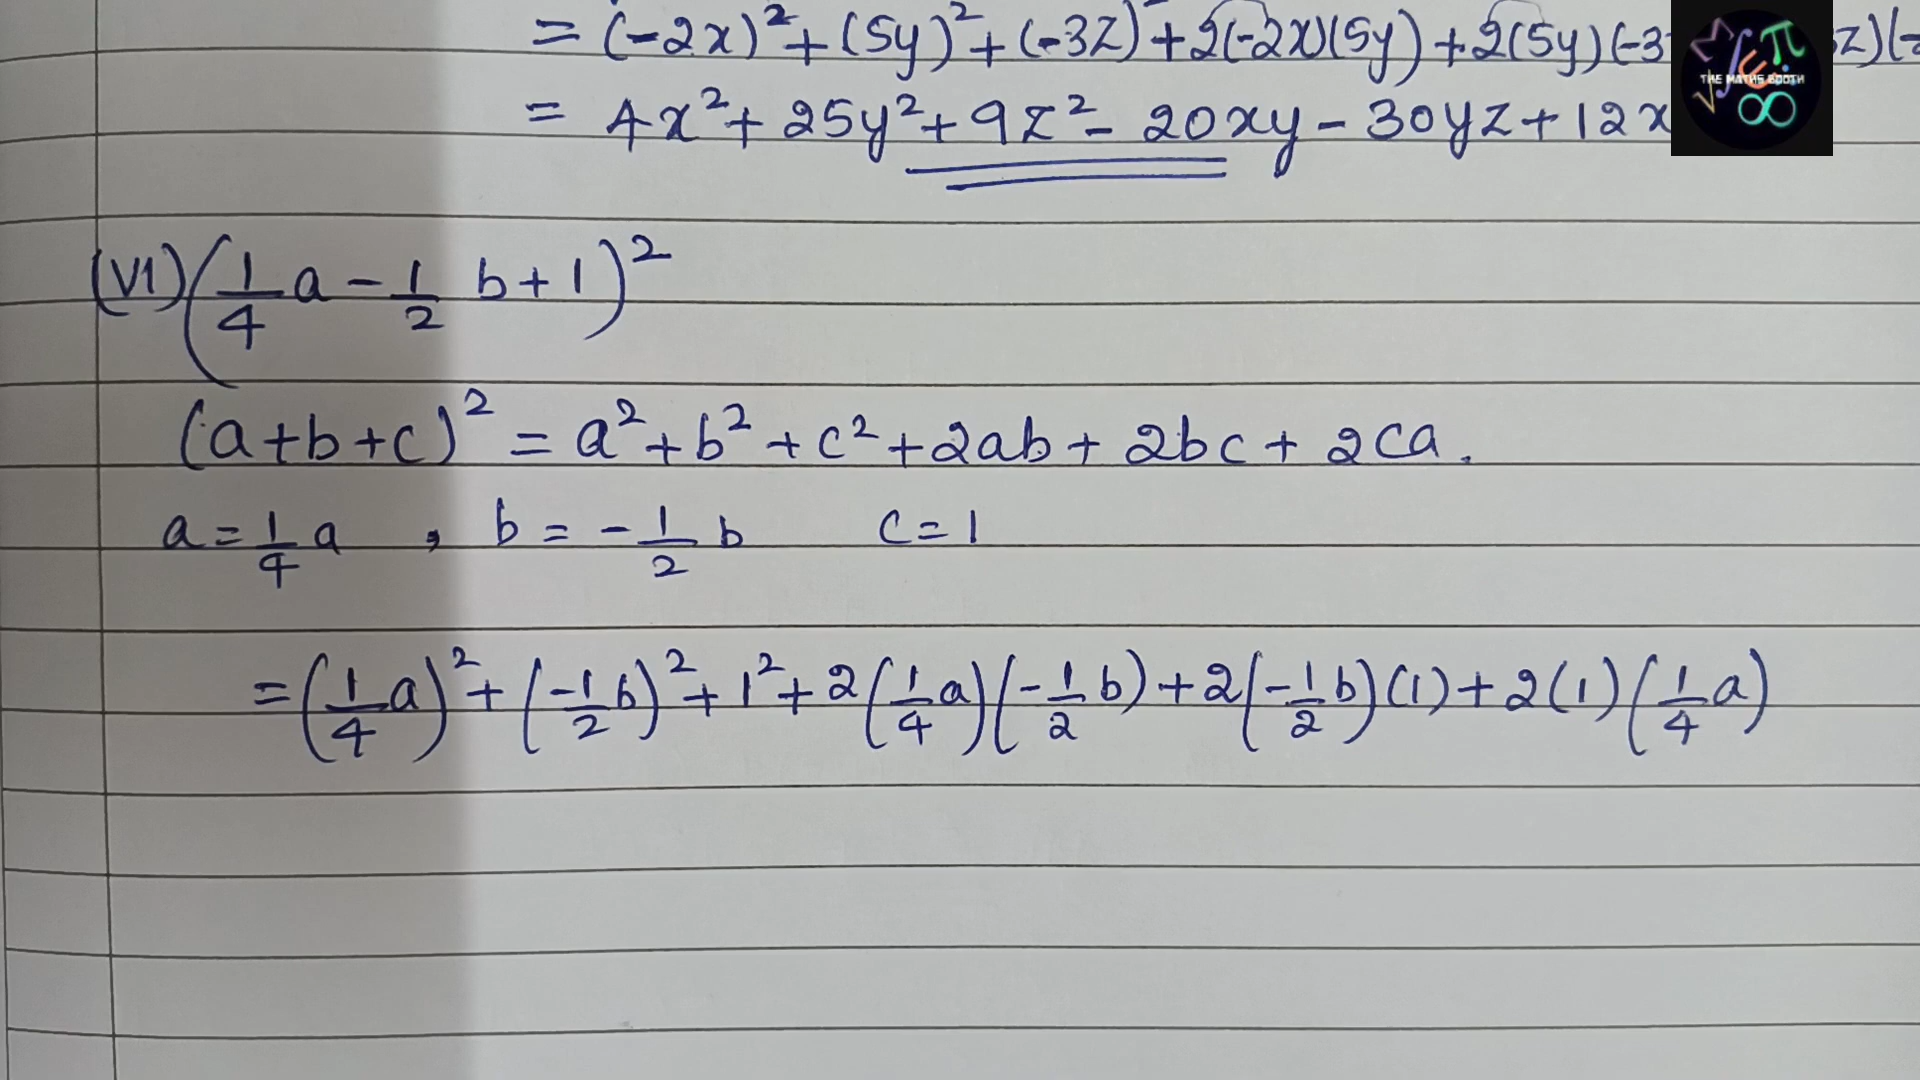 = (-2x)² + (5y)² + (-3z)² + 2(-2x)(5y) + 2(5y)(-3
z)(-
= 4x² + 25y² + 9z² - 20xy - 30yz + 12x
THE MATHS BOOTH
(VI) (1/4 a - 1/2 b + 1)²
(a+b+c)² = a² + b² + c² + 2ab + 2bc + 2ca.
a = 1/4 a , b = -1/2 b c = 1
= (1/4 a)² + (-1/2 b)² + 1² + 2(1/4 a)(-1/2 b) + 2(-1/2 b)(1) + 2(1)(1/4 a)